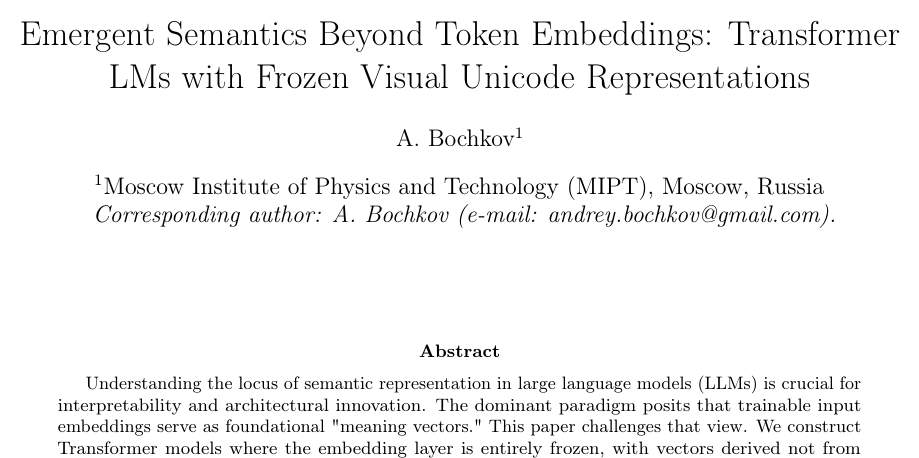 Emergent Semantics Beyond Token Embeddings: Transformer
LMs with Frozen Visual Unicode Representations
A. Bochkov¹
¹Moscow Institute of Physics and Technology (MIPT), Moscow, Russia
Corresponding author: A. Bochkov (e-mail: andrey.bochkov@gmail.com).
Abstract
Understanding the locus of semantic representation in large language models (LLMs) is crucial for
interpretability and architectural innovation. The dominant paradigm posits that trainable input
embeddings serve as foundational "meaning vectors." This paper challenges that view. We construct
Transformer models where the embedding layer is entirely frozen, with vectors derived not from